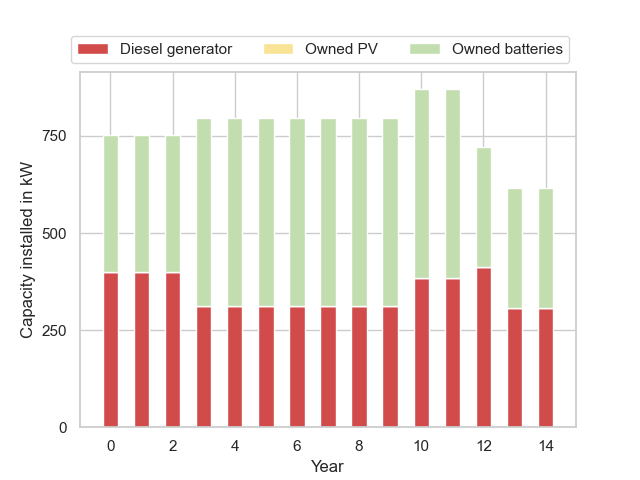 Diesel generator Owned PV Owned batteries
750
500
250
0
Capacity installed in kW
0 2 4 6 8 10 12 14
Year